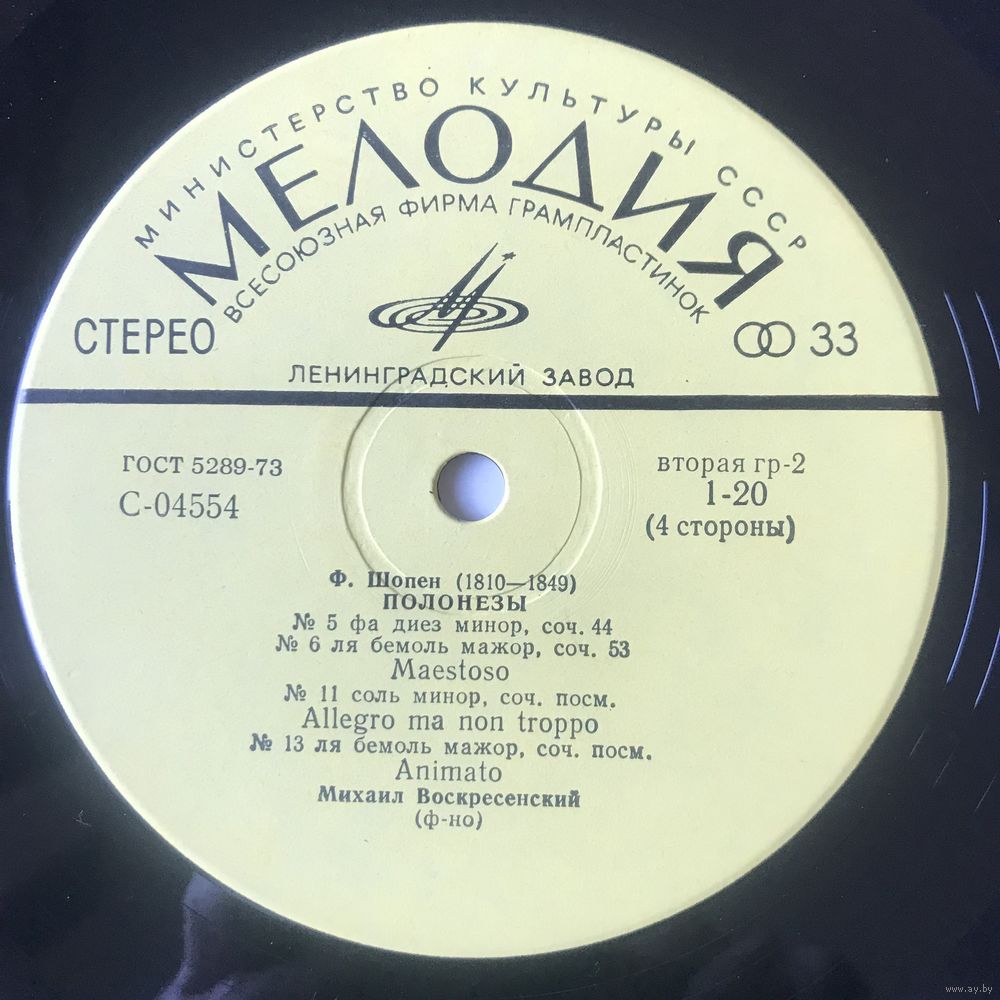 МИНИСТЕРСТВО КУЛЬТУРЫ СССР
МЕЛОДИЯ
ВСЕСОЮЗНАЯ ФИРМА ГРАМПЛАСТИНОК
СТЕРЕО
33
ЛЕНИНГРАДСКИЙ ЗАВОД
ГОСТ 5289-73
С-04554
вторая гр-2
1-20
(4 стороны)
Ф. Шопен (1810—1849)
ПОЛОНЕЗЫ
№ 5 фа диез минор, соч. 44
№ 6 ля бемоль мажор, соч. 53
Maestoso
№ 11 соль минор, соч. посм.
Allegro ma non troppo
№ 13 ля бемоль мажор, соч. посм.
Animato
Михаил Воскресенский
(ф-но)
www.ay.by